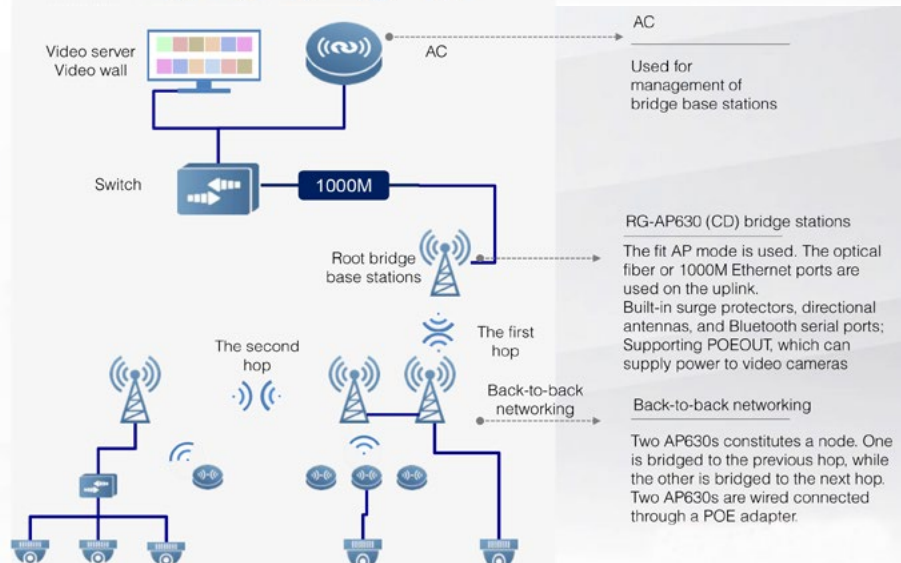 Video server
Video wall
AC
Switch
1000M
Root bridge
base stations
The first
hop
The second
hop
Back-to-back
networking
AC
Used for
management of
bridge base stations
RG-AP630 (CD) bridge stations
The fit AP mode is used. The optical
fiber or 1000M Ethernet ports are
used on the uplink.
Built-in surge protectors, directional
antennas, and Bluetooth serial ports;
Supporting POEOUT, which can
supply power to video cameras
Back-to-back networking
Two AP630s constitutes a node. One
is bridged to the previous hop, while
the other is bridged to the next hop.
Two AP630s are wired connected
through a POE adapter.